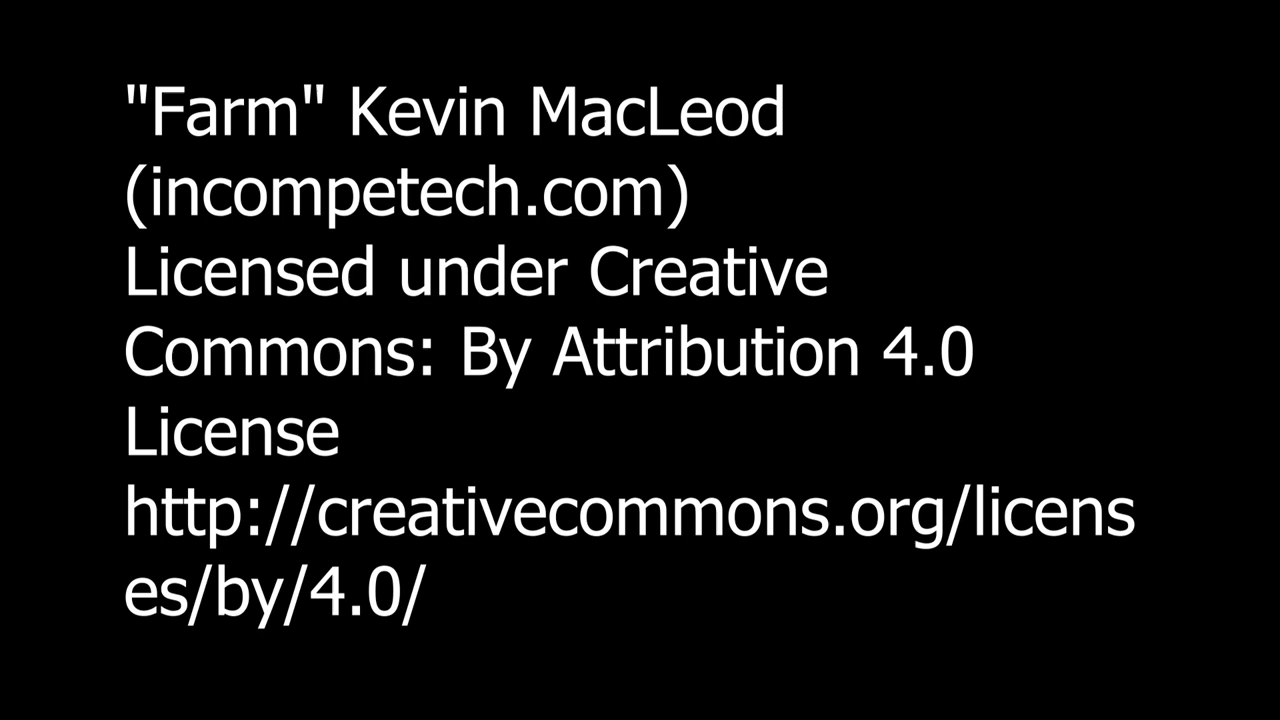 "Farm" Kevin MacLeod
(incompetech.com)
Licensed under Creative
Commons: By Attribution 4.0
License
http://creativecommons.org/licens
es/by/4.0/